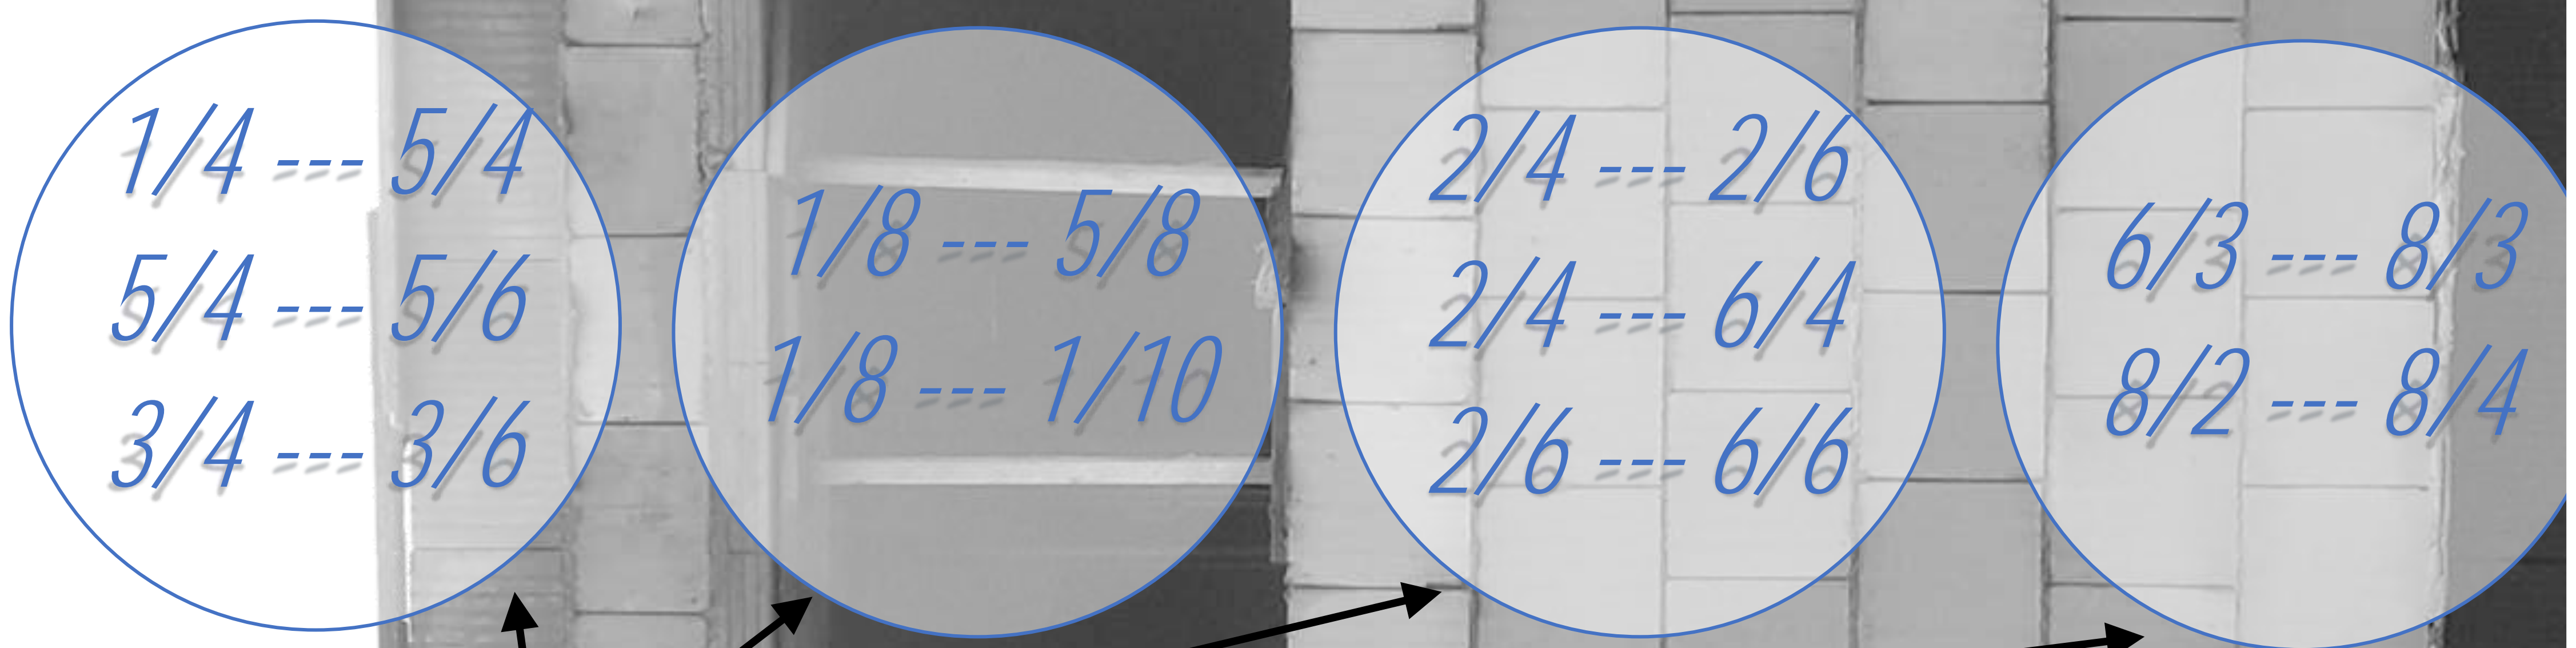 1/4 --- 5/4
5/4 --- 5/6
3/4 --- 3/6
1/8 --- 5/8
1/8 --- 1/10
2/4 --- 2/6
2/4 --- 6/4
2/6 --- 6/6
6/3 --- 8/3
8/2 --- 8/4